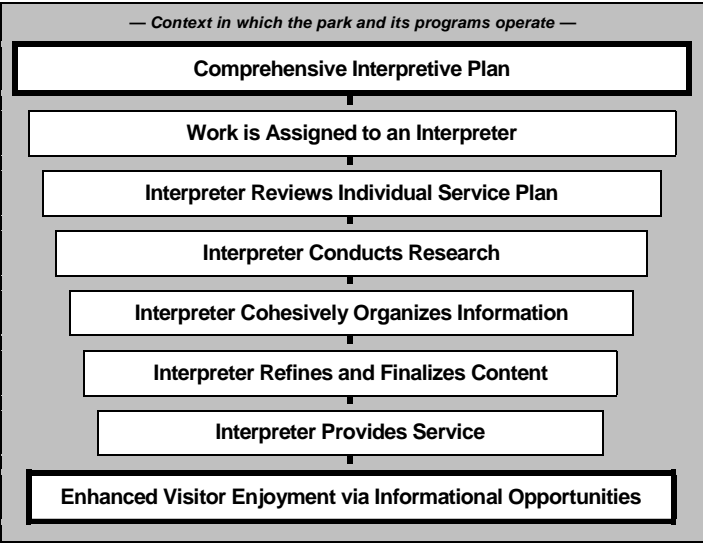 — Context in which the park and its programs operate —
Comprehensive Interpretive Plan
Work is Assigned to an Interpreter
Interpreter Reviews Individual Service Plan
Interpreter Conducts Research
Interpreter Cohesively Organizes Information
Interpreter Refines and Finalizes Content
Interpreter Provides Service
Enhanced Visitor Enjoyment via Informational Opportunities